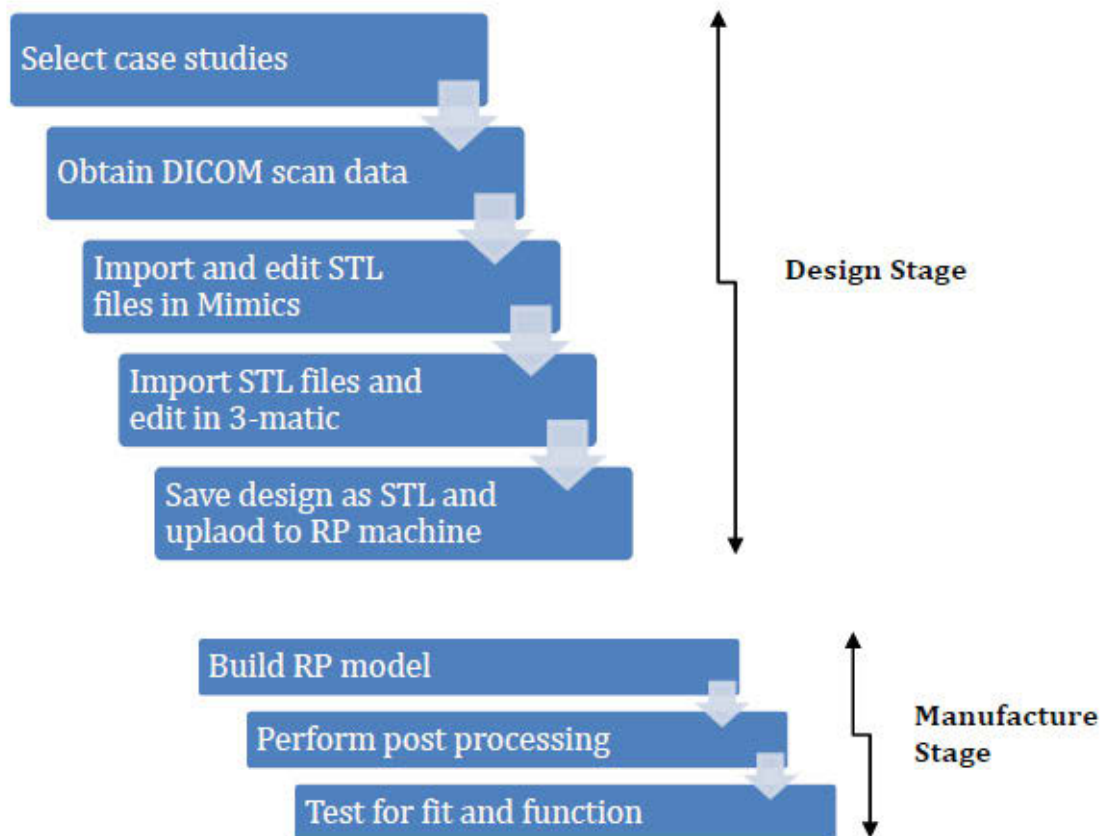 Select case studies
Obtain DICOM scan data
Import and edit STL
files in Mimics
Import STL files and
edit in 3-matic
Save design as STL and
uplaod to RP machine
Design Stage
Build RP model
Perform post processing
Test for fit and function
Manufacture
Stage